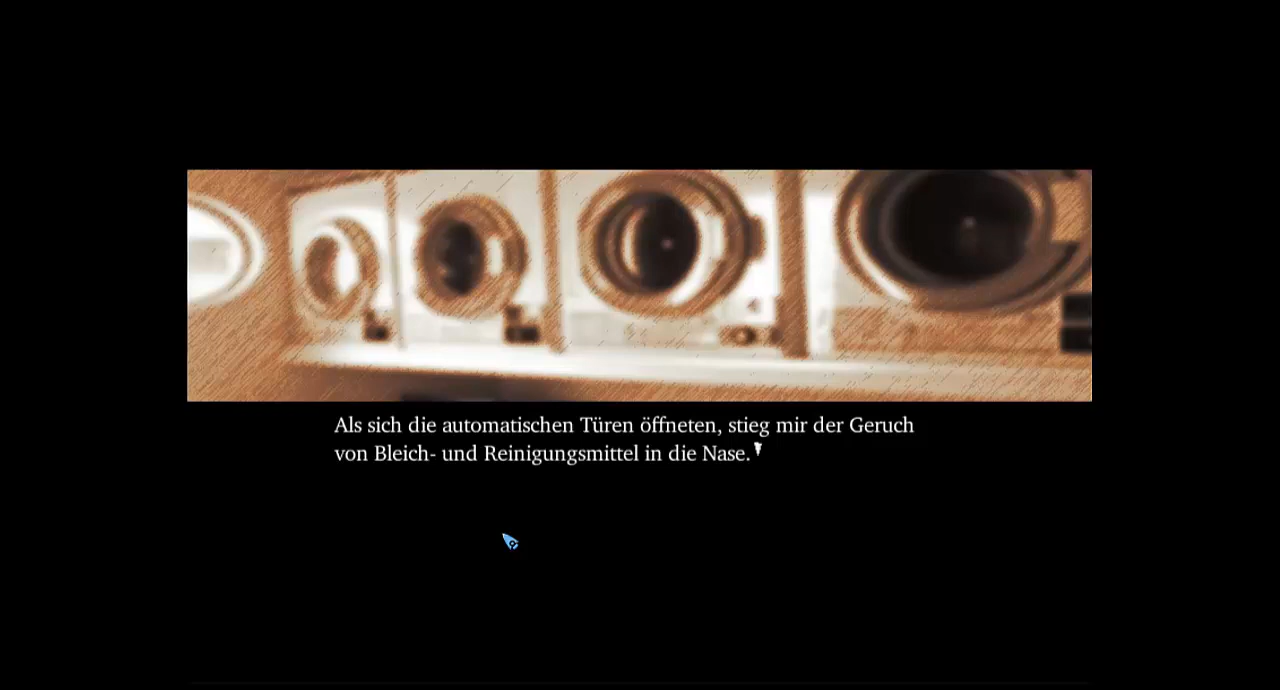 Als sich die automatischen Türen öffneten, stieg mir der Geruch
von Bleich- und Reinigungsmittel in die Nase.